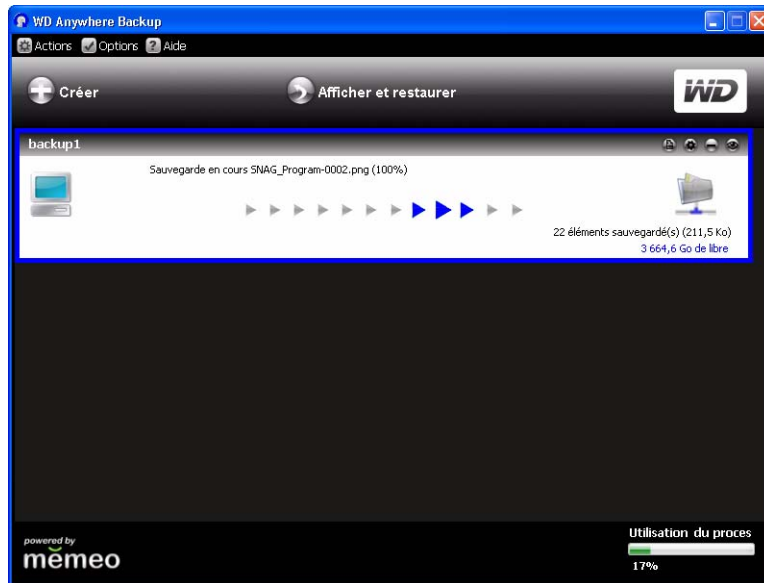 WD Anywhere Backup
Actions Options Aide
Créer Afficher et restaurer WD
backup1
Sauvegarde en cours SNAG_Program-0002.png (100%)
22 éléments sauvegardé(s) (211,5 Ko)
3 664,6 Go de libre
powered by
memeo
Utilisation du proces
17%